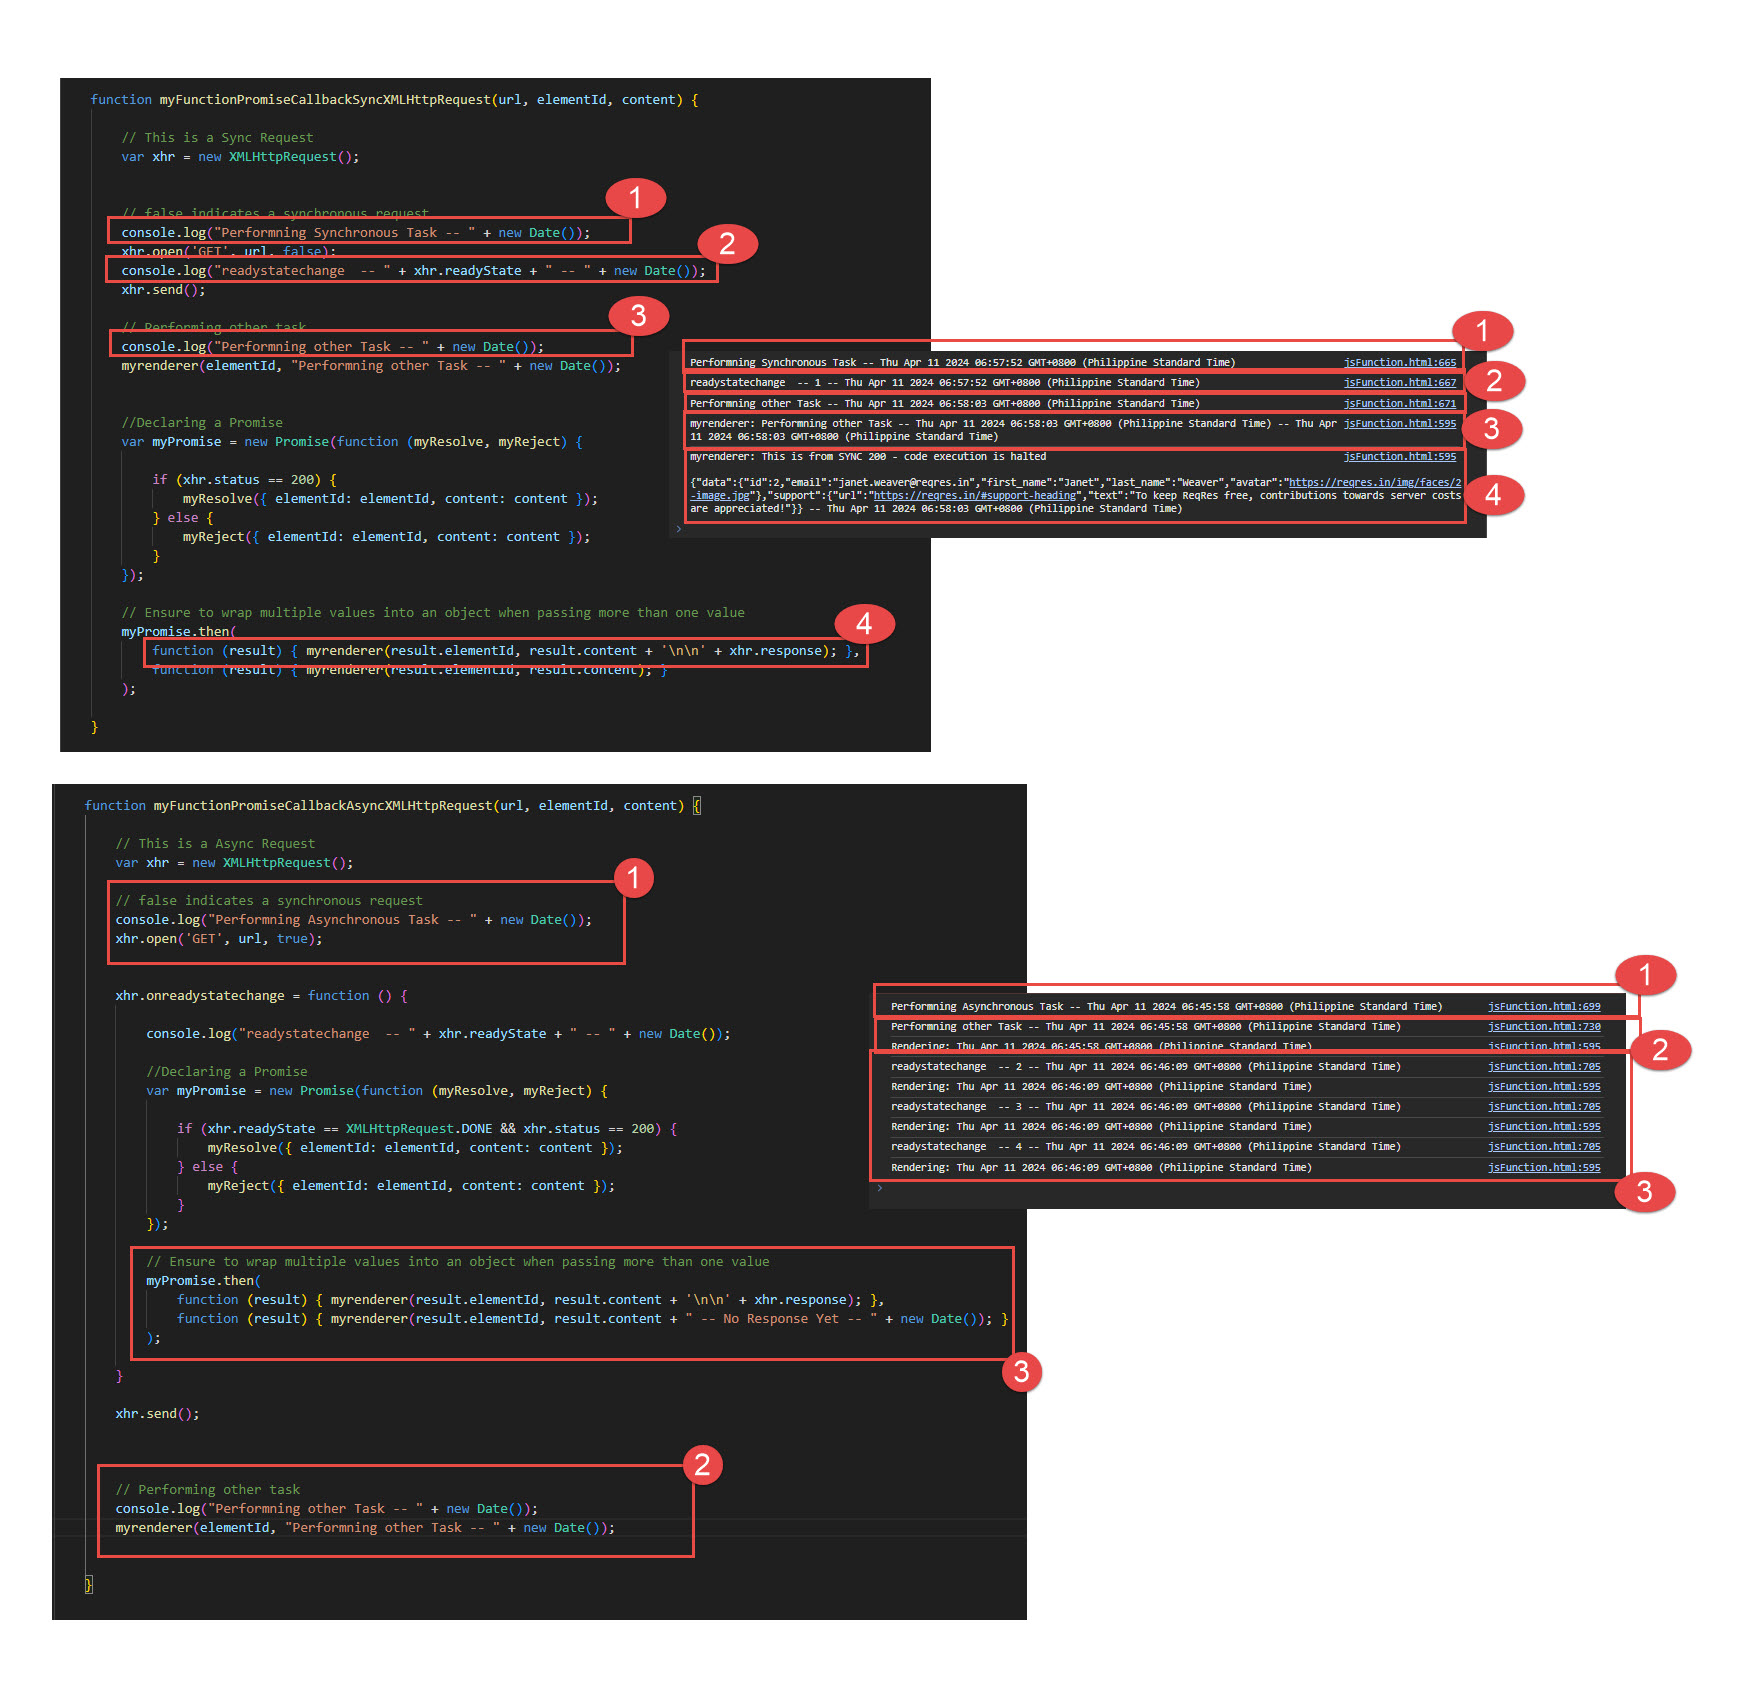 function myFunctionPromiseCallbackSyncXMLHttpRequest(url, elementId, content) {
// This is a Sync Request
var xhr = new XMLHttpRequest();
1
// false indicates a synchronous request
console.log("Performning Synchronous Task -- " + new Date());
2
xhr.open('GET', url, false);
console.log("readystatechange  -- " + xhr.readyState + " -- " + new Date());
xhr.send();
3
// Performing other task
console.log("Performning other Task -- " + new Date());
myrenderer(elementId, "Performning other Task -- " + new Date());
//Declaring a Promise
var myPromise = new Promise(function (myResolve, myReject) {
if (xhr.status == 200) {
myResolve({ elementId: elementId, content: content });
} else {
myReject({ elementId: elementId, content: content });
}
});
// Ensure to wrap multiple values into an object when passing more than one value
4
myPromise.then(
function (result) { myrenderer(result.elementId, result.content + '\n\n' + xhr.response); },
function (result) { myrenderer(result.elementId, result.content); }
);
}
1
Performning Synchronous Task -- Thu Apr 11 2024 06:57:52 GMT+0800 (Philippine Standard Time) jsFunction.html:665
2
readystatechange  -- 1 -- Thu Apr 11 2024 06:57:52 GMT+0800 (Philippine Standard Time) jsFunction.html:667
Performning other Task -- Thu Apr 11 2024 06:58:03 GMT+0800 (Philippine Standard Time) jsFunction.html:671
3
myrenderer: Performning other Task -- Thu Apr 11 2024 06:58:03 GMT+0800 (Philippine Standard Time) -- Thu Apr jsFunction.html:595
11 2024 06:58:03 GMT+0800 (Philippine Standard Time)
myrenderer: This is from SYNC 200 - code execution is halted jsFunction.html:595
4
{"data":{"id":2,"email":"janet.weaver@reqres.in","first_name":"Janet","last_name":"Weaver","avatar":"https://reqres.in/img/faces/2
-image.jpg"},"support":{"url":"https://reqres.in/#support-heading","text":"To keep ReqRes free, contributions towards server costs
are appreciated!"}} -- Thu Apr 11 2024 06:58:03 GMT+0800 (Philippine Standard Time)
>
function myFunctionPromiseCallbackAsyncXMLHttpRequest(url, elementId, content) {
// This is a Async Request
var xhr = new XMLHttpRequest();
1
// false indicates a synchronous request
console.log("Performning Asynchronous Task -- " + new Date());
xhr.open('GET', url, true);
xhr.onreadystatechange = function () {
console.log("readystatechange  -- " + xhr.readyState + " -- " + new Date());
//Declaring a Promise
var myPromise = new Promise(function (myResolve, myReject) {
if (xhr.readyState == XMLHttpRequest.DONE && xhr.status == 200) {
myResolve({ elementId: elementId, content: content });
} else {
myReject({ elementId: elementId, content: content });
}
});
// Ensure to wrap multiple values into an object when passing more than one value
myPromise.then(
function (result) { myrenderer(result.elementId, result.content + '\n\n' + xhr.response); },
function (result) { myrenderer(result.elementId, result.content + " -- No Response Yet -- " + new Date()); }
);
3
}
xhr.send();
2
// Performing other task
console.log("Performning other Task -- " + new Date());
myrenderer(elementId, "Performning other Task -- " + new Date());
}
1
Performning Asynchronous Task -- Thu Apr 11 2024 06:45:58 GMT+0800 (Philippine Standard Time) jsFunction.html:699
Performning other Task -- Thu Apr 11 2024 06:45:58 GMT+0800 (Philippine Standard Time) jsFunction.html:730
Rendering: Thu Apr 11 2024 06:45:58 GMT+0800 (Philippine Standard Time) jsFunction.html:595
2
readystatechange  -- 2 -- Thu Apr 11 2024 06:46:09 GMT+0800 (Philippine Standard Time) jsFunction.html:705
Rendering: Thu Apr 11 2024 06:46:09 GMT+0800 (Philippine Standard Time) jsFunction.html:595
readystatechange  -- 3 -- Thu Apr 11 2024 06:46:09 GMT+0800 (Philippine Standard Time) jsFunction.html:705
Rendering: Thu Apr 11 2024 06:46:09 GMT+0800 (Philippine Standard Time) jsFunction.html:595
readystatechange  -- 4 -- Thu Apr 11 2024 06:46:09 GMT+0800 (Philippine Standard Time) jsFunction.html:705
Rendering: Thu Apr 11 2024 06:46:09 GMT+0800 (Philippine Standard Time) jsFunction.html:595
3
>